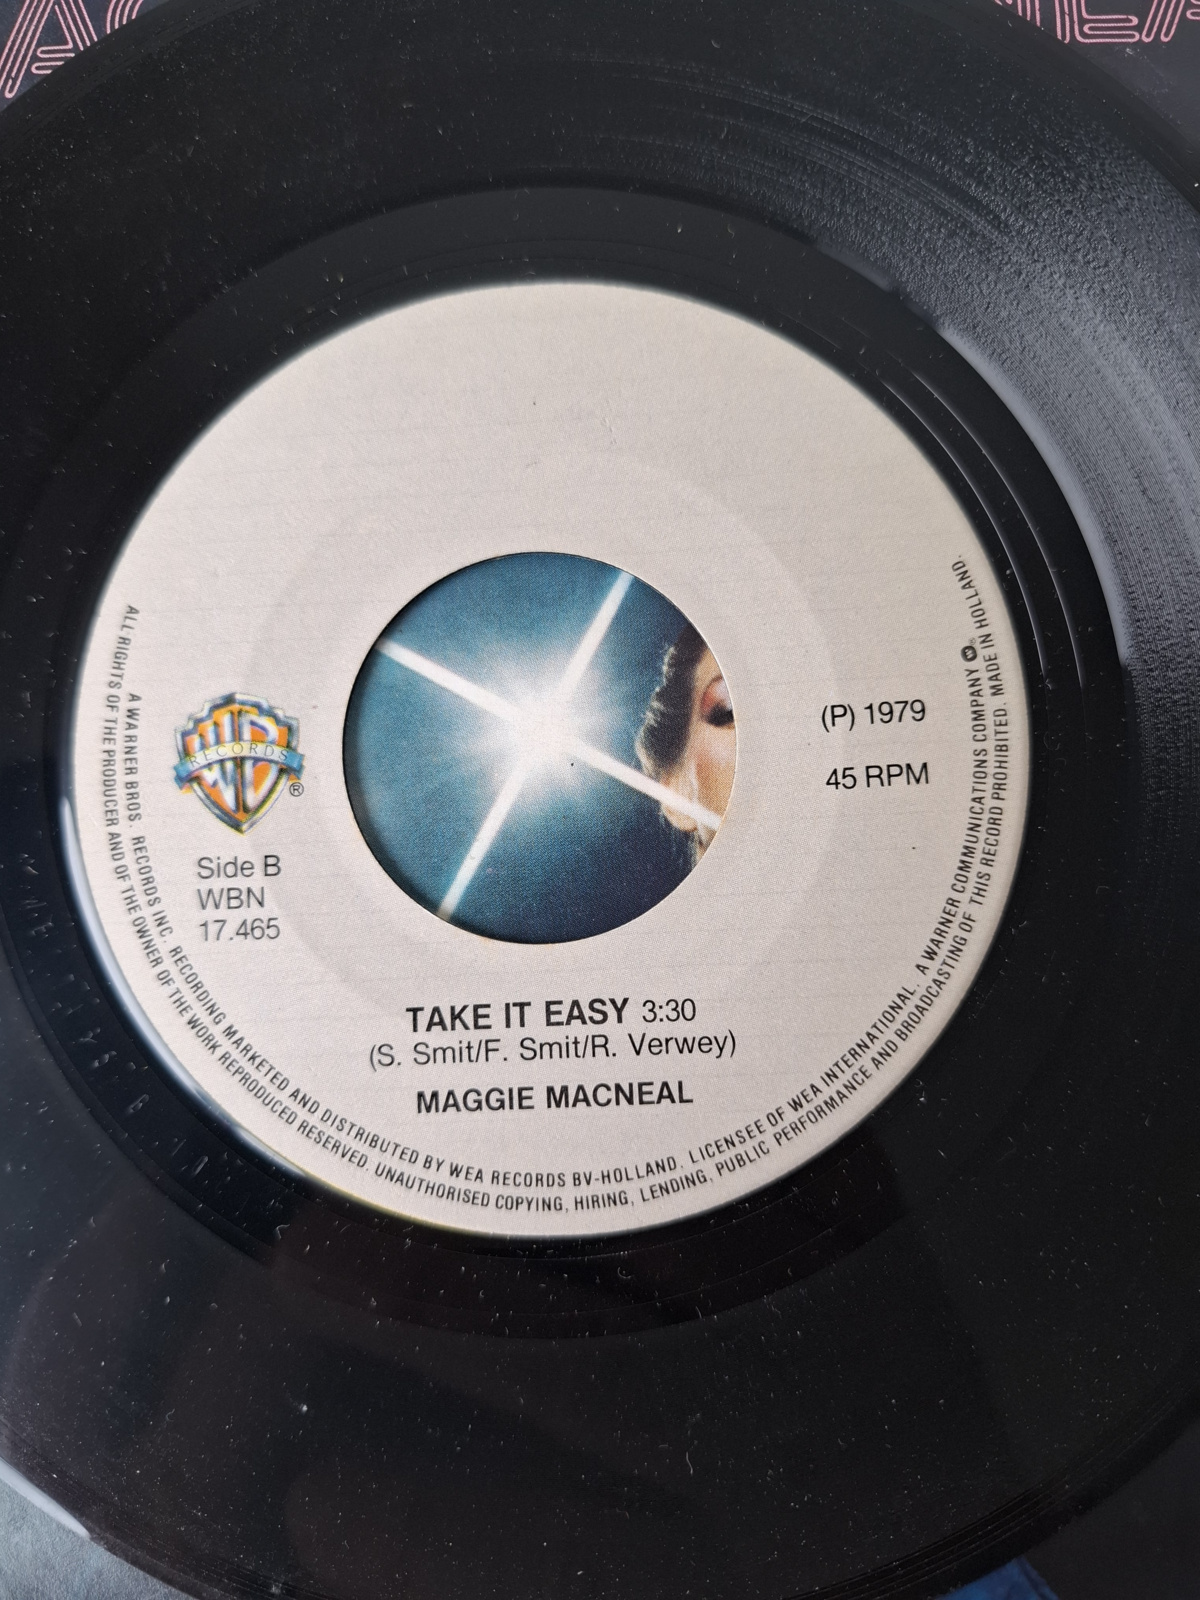 (P) 1979
45 RPM
RECORDS
®
Side B
WBN
17.465
TAKE IT EASY 3:30
(S. Smit/F. Smit/R. Verwey)
MAGGIE MACNEAL
A WARNER BROS. RECORDS INC. RECORDING MARKETED AND DISTRIBUTED BY WEA RECORDS BV-HOLLAND. LICENSEE OF WEA INTERNATIONAL. A WARNER COMMUNICATIONS COMPANY
ALL RIGHTS OF THE PRODUCER AND OF THE OWNER OF THE WORK REPRODUCED RESERVED. UNAUTHORISED COPYING, HIRING, LENDING, PUBLIC PERFORMANCE AND BROADCASTING OF THIS RECORD PROHIBITED. MADE IN HOLLAND.